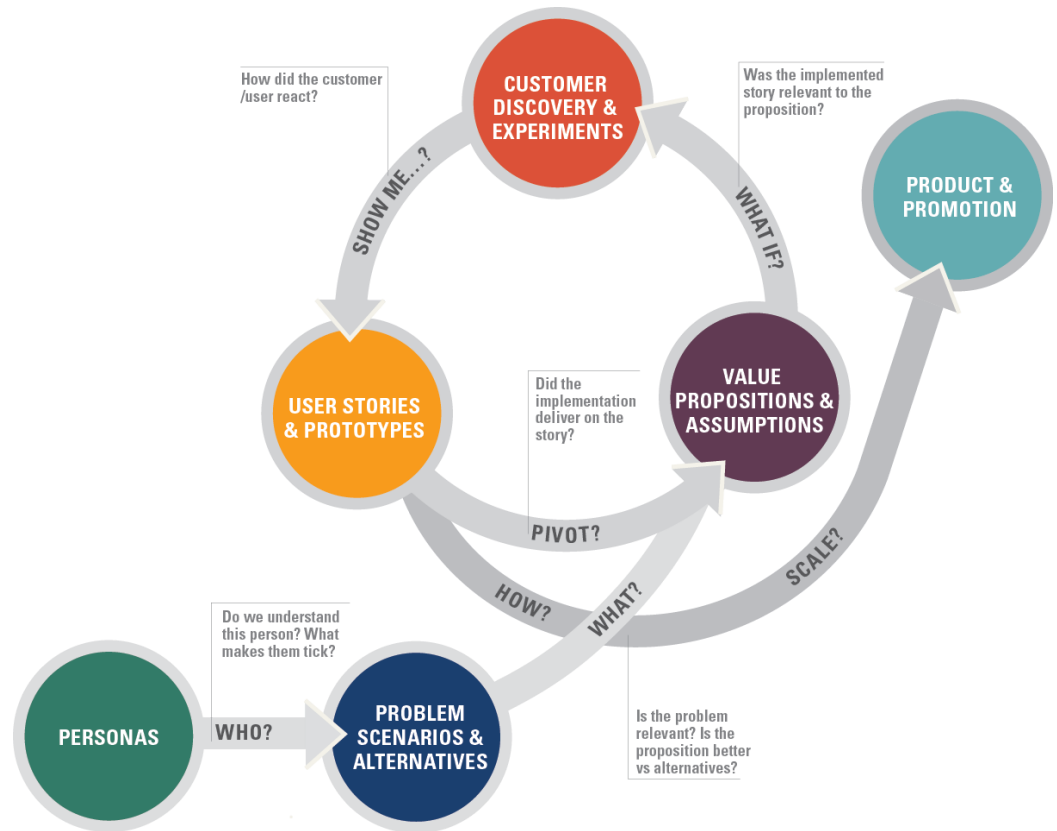 How did the customer
/user react?
CUSTOMER
DISCOVERY &
EXPERIMENTS
Was the implemented
story relevant to the
proposition?
SHOW ME...?
WHAT IF?
PRODUCT &
PROMOTION
USER STORIES
& PROTOTYPES
Did the
implementation
deliver on the
story?
VALUE
PROPOSITIONS &
ASSUMPTIONS
PIVOT?
HOW?
WHAT?
SCALE?
Do we understand
this person? What
makes them tick?
PERSONAS
WHO?
PROBLEM
SCENARIOS &
ALTERNATIVES
Is the problem
relevant? Is the
proposition better
vs alternatives?